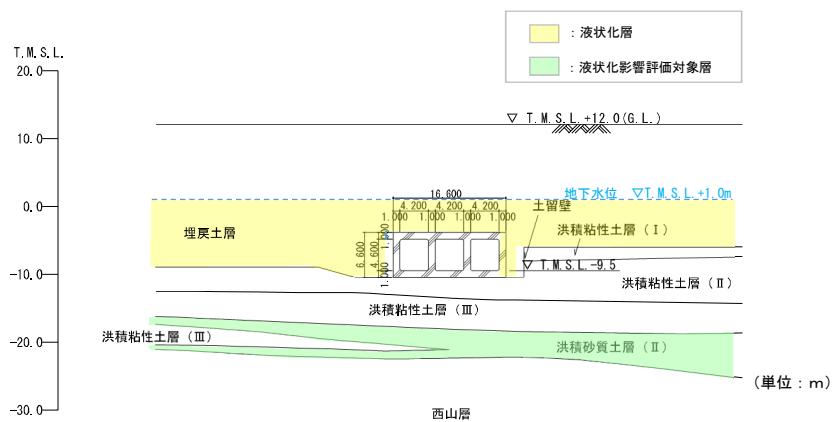 ：液状化層
：液状化影響評価対象層
T.M.S.L.
20.0
10.0
0.0
-10.0
-20.0
-30.0
▽ T.M.S.L.+12.0(G.L.)
地下水位 ▽T.M.S.L.+1.0m
16.600
4.200 4.200 4.200
1.000 1.000 1.000 1.000
土留壁
埋戻土層
洪積粘性土層（Ⅰ）
6.600
1.000
4.600
1.000
▽ T.M.S.L.-9.5
洪積粘性土層（Ⅱ）
洪積粘性土層（Ⅲ）
洪積粘性土層（Ⅲ）
洪積砂質土層（Ⅱ）
（単位：m）
西山層